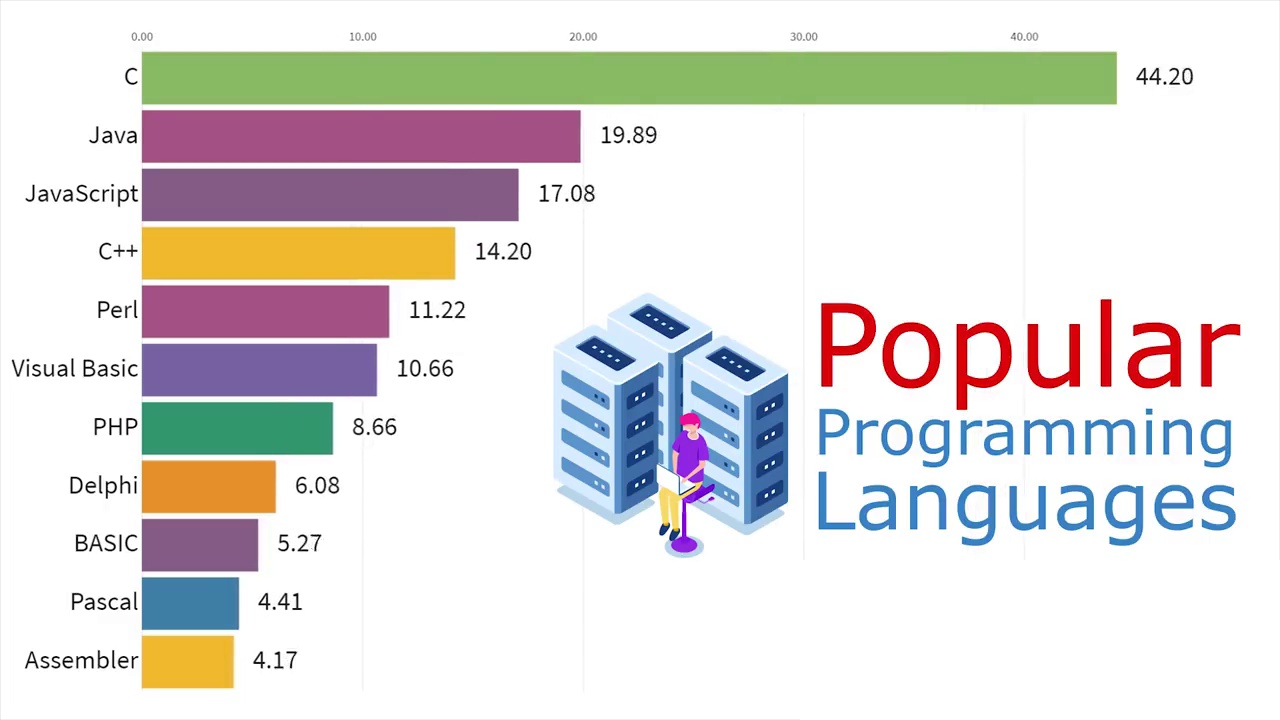 0.00 10.00 20.00 30.00 40.00
C 44.20
Java 19.89
JavaScript 17.08
C++ 14.20
Perl 11.22
Visual Basic 10.66
PHP 8.66
Delphi 6.08
BASIC 5.27
Pascal 4.41
Assembler 4.17
Popular
Programming
Languages